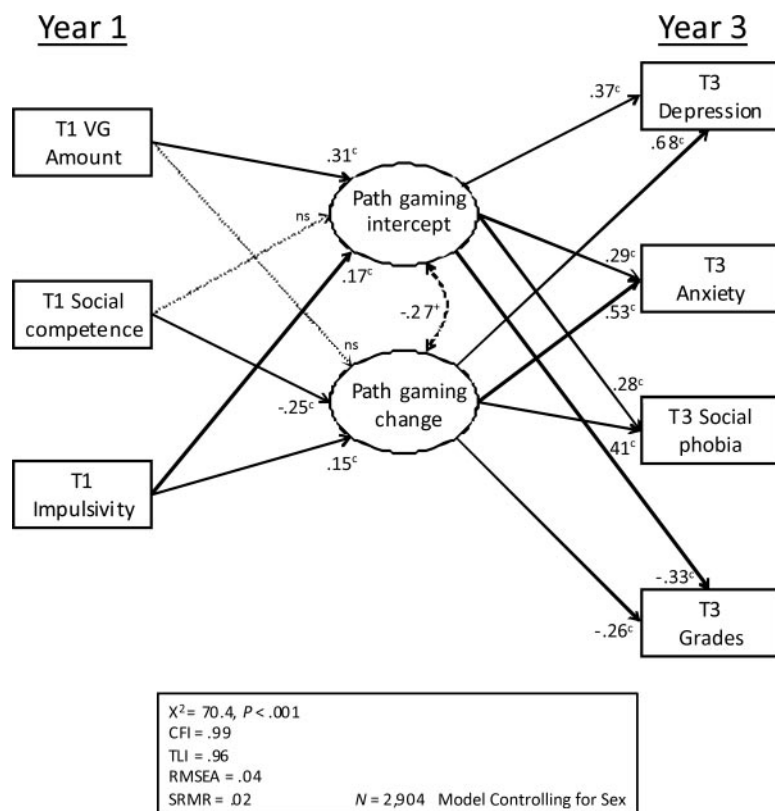 Year 1
Year 3
T3
Depression
.37ᶜ
.68ᶜ
T1 VG
Amount
.31ᶜ
Path gaming
intercept
ns
.17ᶜ
.29ᶜ
T3
Anxiety
.53ᶜ
T1 Social
competence
-.27⁺
ns
-.25ᶜ
Path gaming
change
.28ᶜ
T3 Social
phobia
.41ᶜ
.15ᶜ
T1
Impulsivity
-.33ᶜ
T3
Grades
-.26ᶜ
X² = 70.4, P < .001
CFI = .99
TLI = .96
RMSEA = .04
SRMR = .02 N = 2,904 Model Controlling for Sex